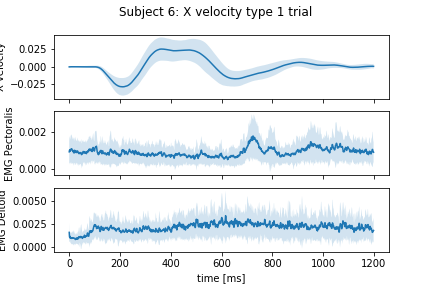 Subject 6: X velocity type 1 trial
X velocity
0.025
0.000
−0.025
EMG Pectoralis
0.002
0.000
EMG Deltoid
0.0050
0.0025
0.0000
0 200 400 600 800 1000 1200
time [ms]